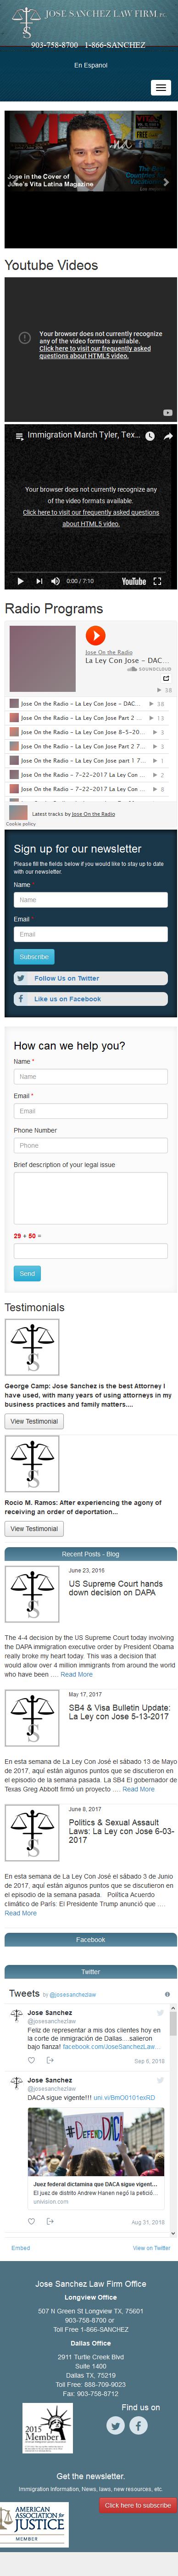 JOSE SANCHEZ LAW FIRM P.C.
903-758-8700 1-866-SANCHEZ
En Espanol
Jose in the Cover of
Jose's Vita Latina Magazine
Youtube Videos
Your browser does not currently recognize
any of the video formats available.
Click here to visit our frequently asked
questions about HTML5 video.
Immigration March Tyler, Tex...
Your browser does not currently recognize any
of the video formats available.
Click here to visit our frequently asked questions
about HTML5 video.
0:00 / 7:10
YouTube
Radio Programs
Jose On the Radio
La Ley Con Jose – DAC...
SOUNDCLOUD
38
Jose On the Radio - La Ley Con Jose – DAC... 38
Jose On the Radio - La Ley Con Jose Part 2 ... 13
Jose On the Radio - La Ley Con Jose 8-5-20... 3
Jose On the Radio - La Ley Con Jose Part 2 7... 3
Jose On the Radio - La Ley Con Jose part 1 7... 1
Jose On the Radio - 7-22-2017 La Ley Con ... 2
Jose On the Radio - 7-22-2017 La Ley Con ... 8
Latest tracks by Jose On the Radio
Cookie policy
Sign up for our newsletter
Please fill the fields below if you would like to stay up to date
with our newsletter.
Name *
Name
Email *
Email
Subscribe
Follow Us on Twitter
Like us on Facebook
How can we help you?
Name *
Name
Email *
Email
Phone Number
Phone
Brief description of your legal issue
29 + 50 =
Send
Testimonials
George Camp: Jose Sanchez is the best Attorney I
have used, with many years of using attorneys in my
business practices and family matters....
View Testimonial
Rocio M. Ramos: After experiencing the agony of
receiving an order of deportation...
View Testimonial
Recent Posts - Blog
June 23, 2016
US Supreme Court hands
down decision on DAPA
The 4-4 decision by the US Supreme Court today involving
the DAPA immigration executive order by President Obama
really broke my heart today. This was a decision that
would alow over 4 million immigrants from around the world
who have been .... Read More
May 17, 2017
SB4 & Visa Bulletin Update:
La Ley con Jose 5-13-2017
En esta semana de La Ley Con José el sábado 13 de Mayo
de 2017, aquí están algunos puntos que se discutieron en
el episodio de la semana pasada. La SB4 El gobernador de
Texas Greg Abbott firmó un proyecto .... Read More
June 8, 2017
Politics & Sexual Assault
Laws: La Ley con Jose 6-03-
2017
En esta semana de La Ley Con José el sábado 3 de Junio
de 2017, aquí están algunos puntos que se discutieron en
el episodio de la semana pasada. Política Acuerdo
climático de París: El Presidente Trump anunció que ....
Read More
Facebook
Twitter
Tweets by @josesanchezlaw
Jose Sanchez
@josesanchezlaw
Feliz de representar a mis dos clientes hoy en
la corte de inmigración de Dallas...salieron
bajo fianza! facebook.com/JoseSanchezLaw...
Sep 6, 2018
Jose Sanchez
@josesanchezlaw
DACA sigue vigente!!! uni.vi/BmO0101exRD
DEFEND DACA!
Juez federal dictamina que DACA sigue vigent...
El juez de distrito Andrew Hanen negó la petició...
univision.com
Aug 31, 2018
Embed
View on Twitter
Jose Sanchez Law Firm Office
Longview Office
507 N Green St Longview TX, 75601
903-758-8700 or
Toll Free 1-866-SANCHEZ
Dallas Office
2911 Turtle Creek Blvd
Suite 1400
Dallas TX, 75219
Toll Free: 888-709-9023
Fax: 903-758-8712
2015
Member
Find us on
Get the newsletter.
Immigration Information, News, laws, new resources, etc.
Click here to subscribe
AMERICAN
ASSOCIATION for
JUSTICE
MEMBER